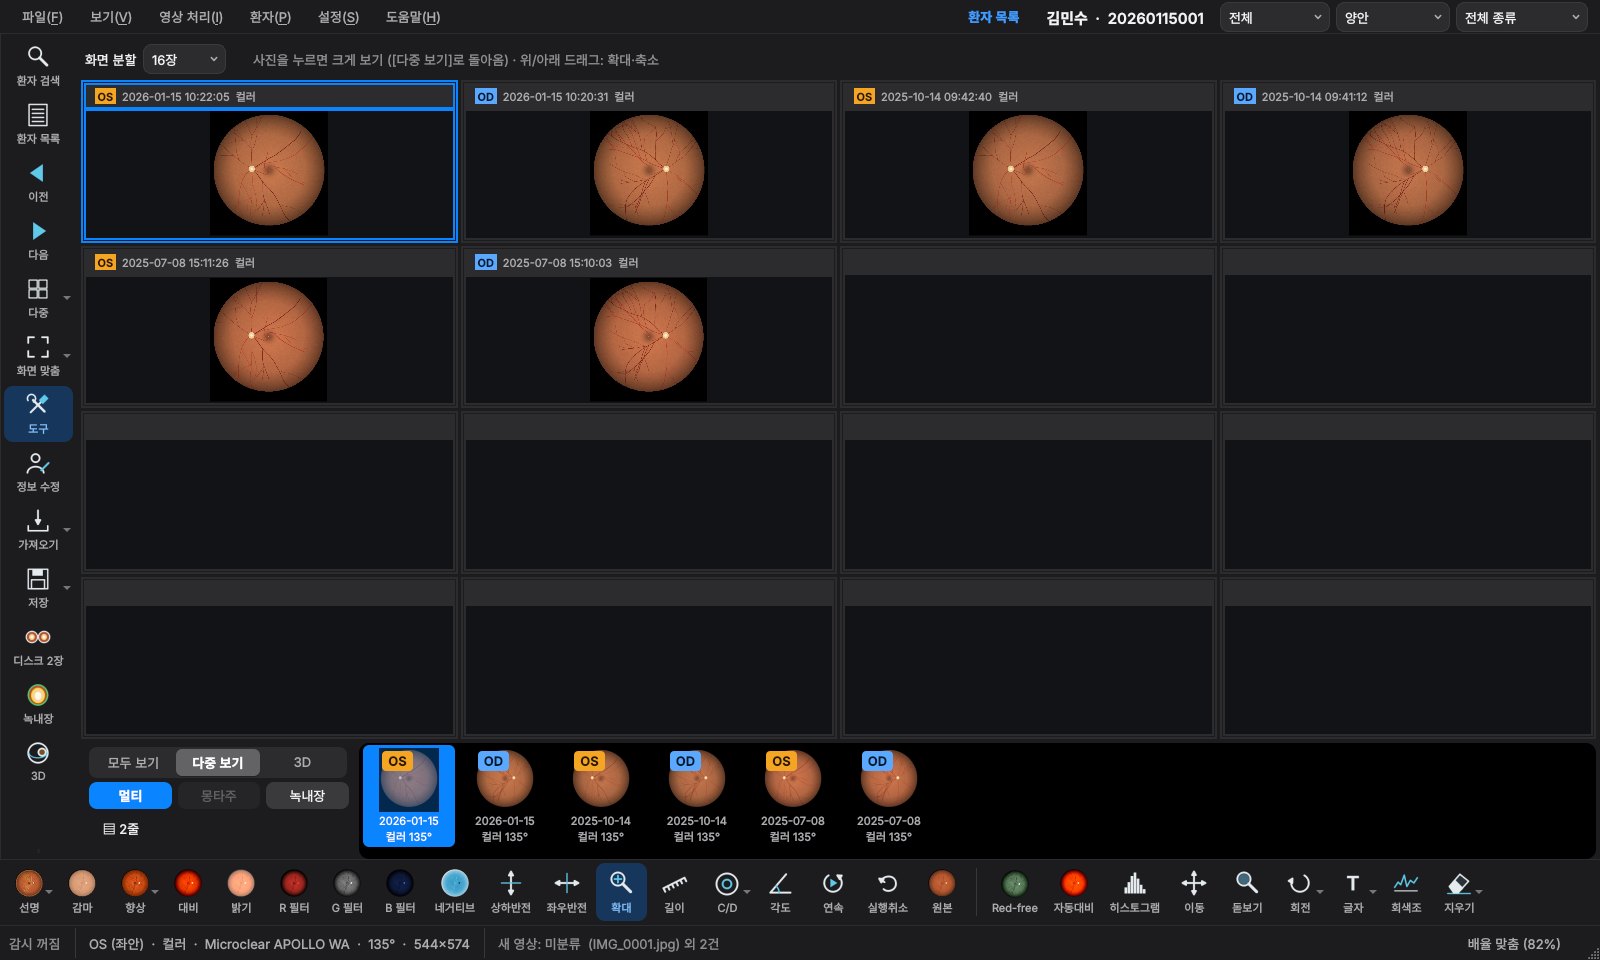 파일(F) 보기(V) 영상 처리(I) 환자(P) 설정(S) 도움말(H) 환자 목록 김민수 · 20260115001 전체 양안 전체 종류
화면 분할 16장 사진을 누르면 크게 보기 ([다중 보기]로 돌아옴) · 위/아래 드래그: 확대·축소
환자 검색
환자 목록
이전
다음
다중
화면 맞춤
도구
정보 수정
가져오기
저장
디스크 2장
녹내장
3D
OS 2026-01-15 10:22:05 컬러
OD 2026-01-15 10:20:31 컬러
OS 2025-10-14 09:42:40 컬러
OD 2025-10-14 09:41:12 컬러
OS 2025-07-08 15:11:26 컬러
OD 2025-07-08 15:10:03 컬러
모두 보기 다중 보기 3D
멀티 몽타주 녹내장
2줄
OS OD OS OD OS OD
2026-01-15 2026-01-15 2025-10-14 2025-10-14 2025-07-08 2025-07-08
컬러 135° 컬러 135° 컬러 135° 컬러 135° 컬러 135° 컬러 135°
선명 감마 향상 대비 밝기 R 필터 G 필터 B 필터 네거티브 상하반전 좌우반전 확대 길이 C/D 각도 연속 실행취소 원본 Red-free 자동대비 히스토그램 이동 돋보기 회전 T 글자 회색조 지우기
감시 꺼짐 OS (좌안) · 컬러 · Microclear APOLLO WA · 135° · 544×574 새 영상: 미분류 (IMG_0001.jpg) 외 2건 배율 맞춤 (82%)